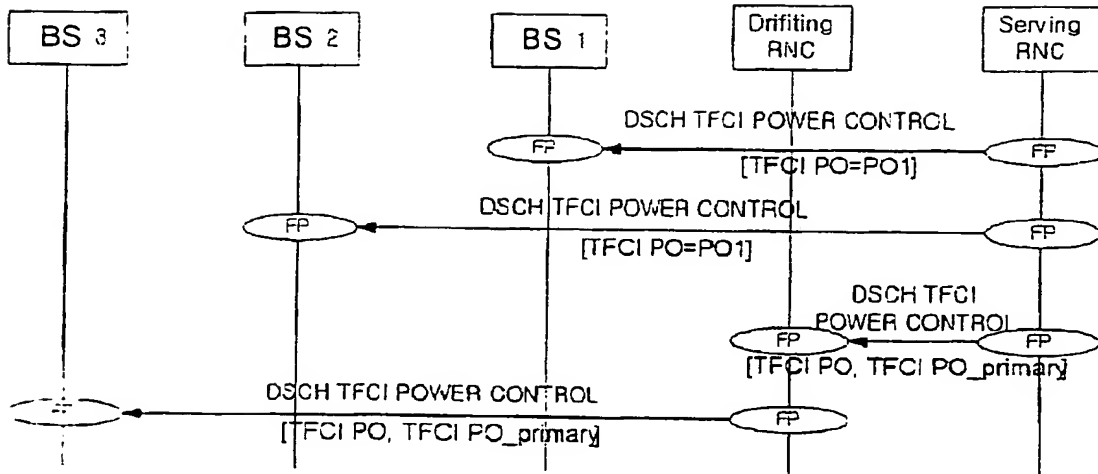 BS 3
BS 2
BS 1
Drifiting
RNC
Serving
RNC
DSCH TFCI POWER CONTROL
FP
FP
[TFCI PO=PO1]
DSCH TFCI POWER CONTROL
FP
FP
[TFCI PO=PO1]
DSCH TFCI
POWER CONTROL
FP
FP
[TFCI PO, TFCI PO_primary]
DSCH TFCI POWER CONTROL
FP
[TFCI PO, TFCI PO_primary]